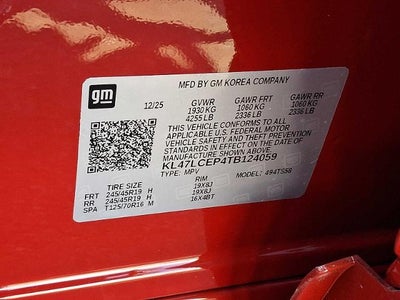 MFD BY GM KOREA COMPANY
gm
12/25 GVWR GAWR FRT GAWR RR
1930 KG 1060 KG 1060 KG
4255 LB 2336 LB 2336 LB
THIS VEHICLE CONFORMS TO ALL
APPLICABLE U.S. FEDERAL MOTOR
VEHICLE SAFETY AND THEFT PREVENTION
STANDARDS IN EFFECT ON THE DATE OF
MANUFACTURE SHOWN ABOVE.
KL47LCEP4TB124059
TYPE: MPV MODEL: 494TS58
TIRE SIZE RIM
FRT 245/45R19 H 19X8J
RR 245/45R19 H 19X8J
SPA T125/70R16 M 16X4BT